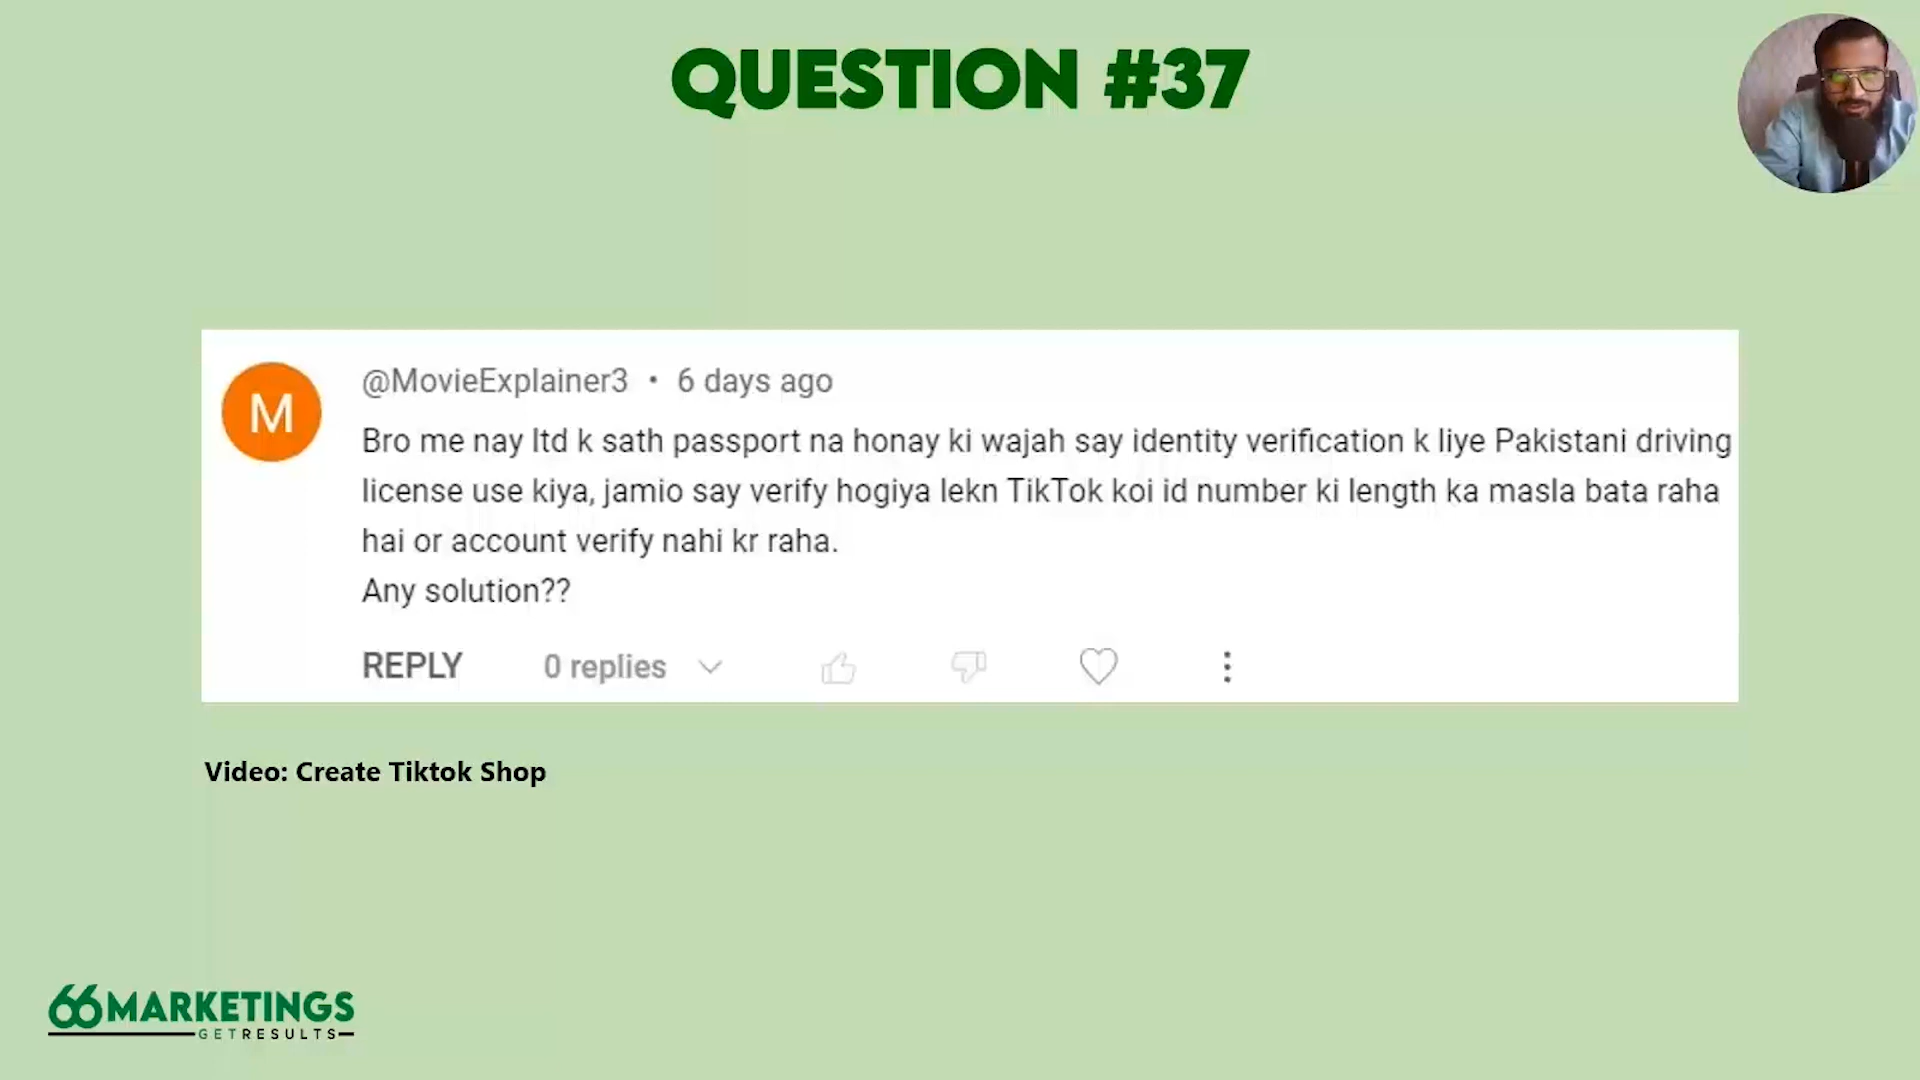 QUESTION #37
@MovieExplainer3 • 6 days ago
Bro me nay ltd k sath passport na honay ki wajah say identity verification k liye Pakistani driving
license use kiya, jamio say verify hogiya lekn TikTok koi id number ki length ka masla bata raha
hai or account verify nahi kr raha.
Any solution??
REPLY 0 replies
M
Video: Create Tiktok Shop
66MARKETINGS
GETRESULTS